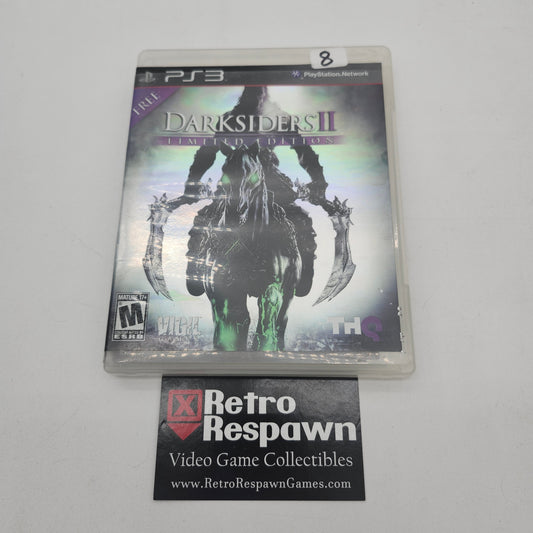 8
PS3
PlayStation Network
FREE
DARKSIDERS II
LIMITED EDITION
MATURE 17+
M
ESRB
VIGIL
THQ
Retro
Respawn
Video Game Collectibles
www.RetroRespawnGames.com